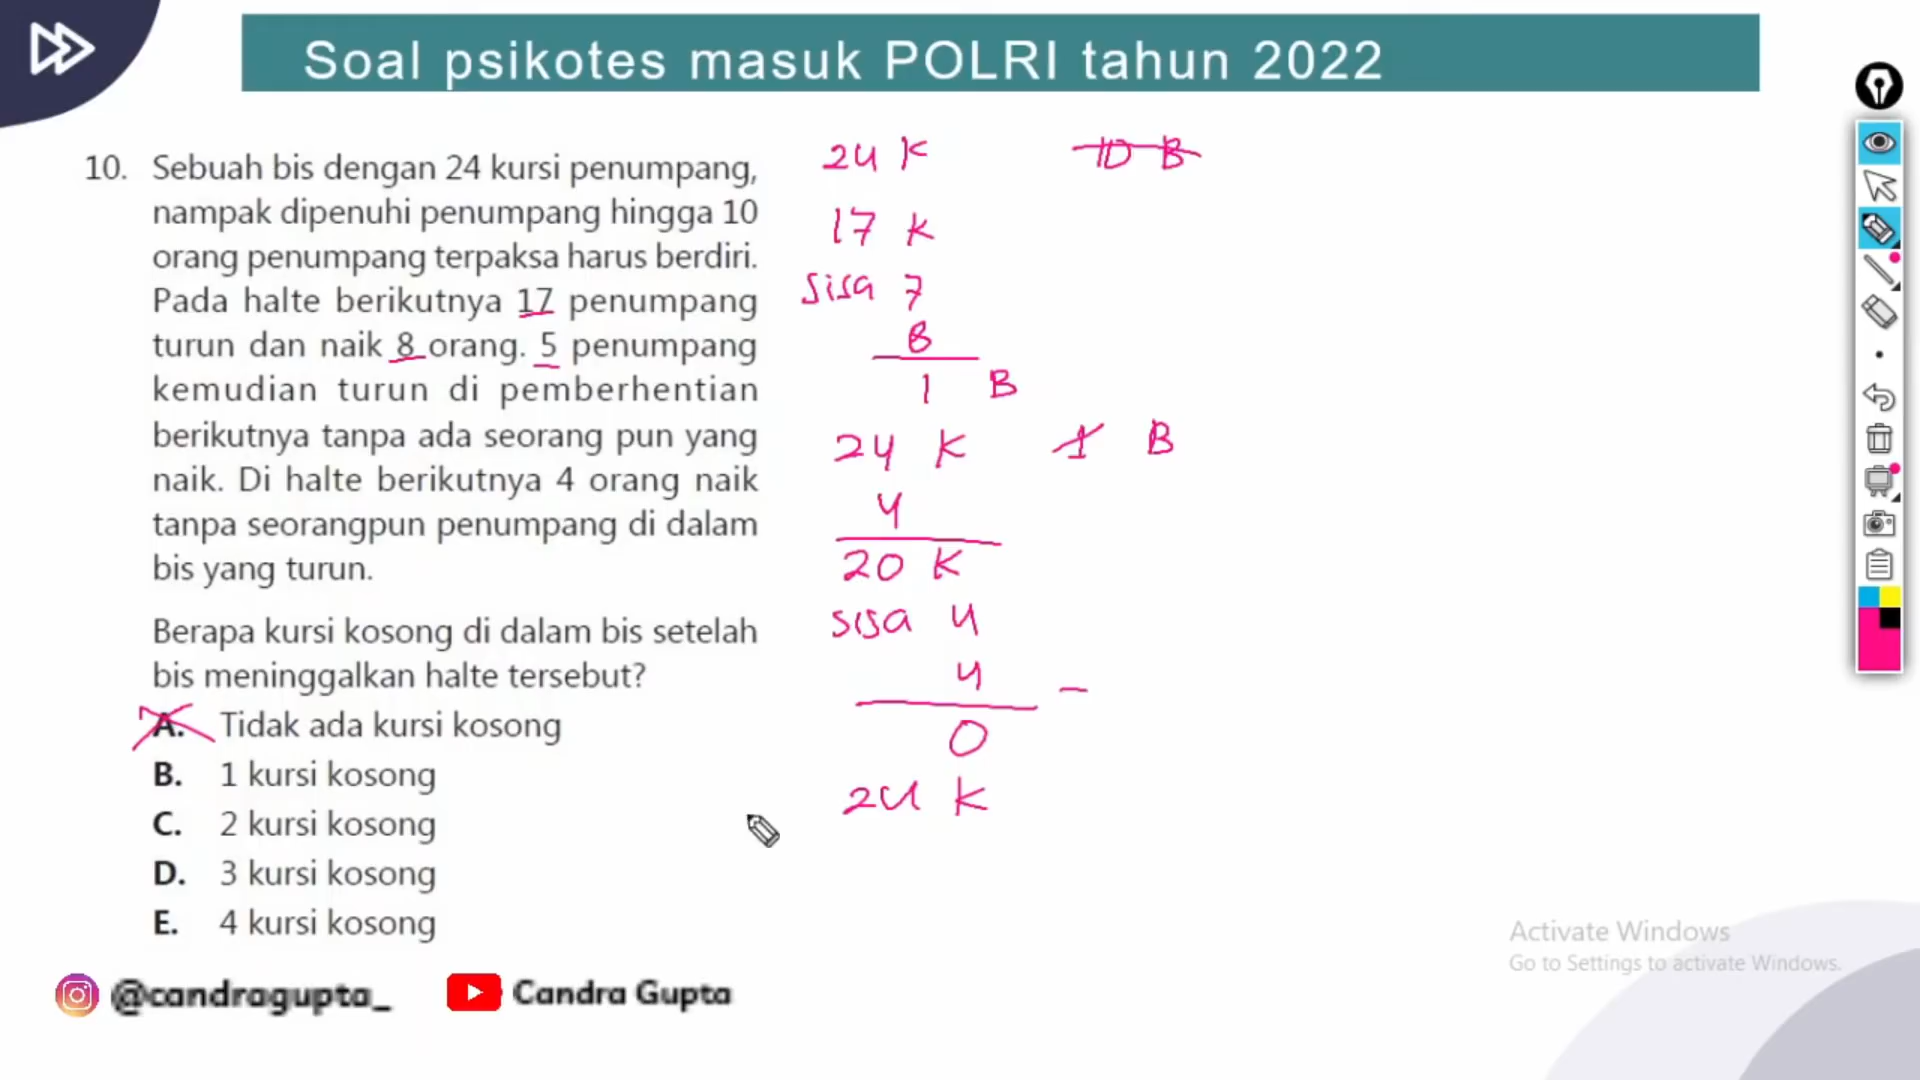 Soal psikotes masuk POLRI tahun 2022
10. Sebuah bis dengan 24 kursi penumpang,
nampak dipenuhi penumpang hingga 10
orang penumpang terpaksa harus berdiri.
Pada halte berikutnya 17 penumpang
turun dan naik 8 orang. 5 penumpang
kemudian turun di pemberhentian
berikutnya tanpa ada seorang pun yang
naik. Di halte berikutnya 4 orang naik
tanpa seorangpun penumpang di dalam
bis yang turun.
Berapa kursi kosong di dalam bis setelah
bis meninggalkan halte tersebut?
A. Tidak ada kursi kosong
B. 1 kursi kosong
C. 2 kursi kosong
D. 3 kursi kosong
E. 4 kursi kosong
24 K 10 B
17 K
sisa 7
8
1 B
24 K 1 B
4
20 K
sisa 4
4 -
0
24 K
@candragupta_ Candra Gupta
Activate Windows
Go to Settings to activate Windows.